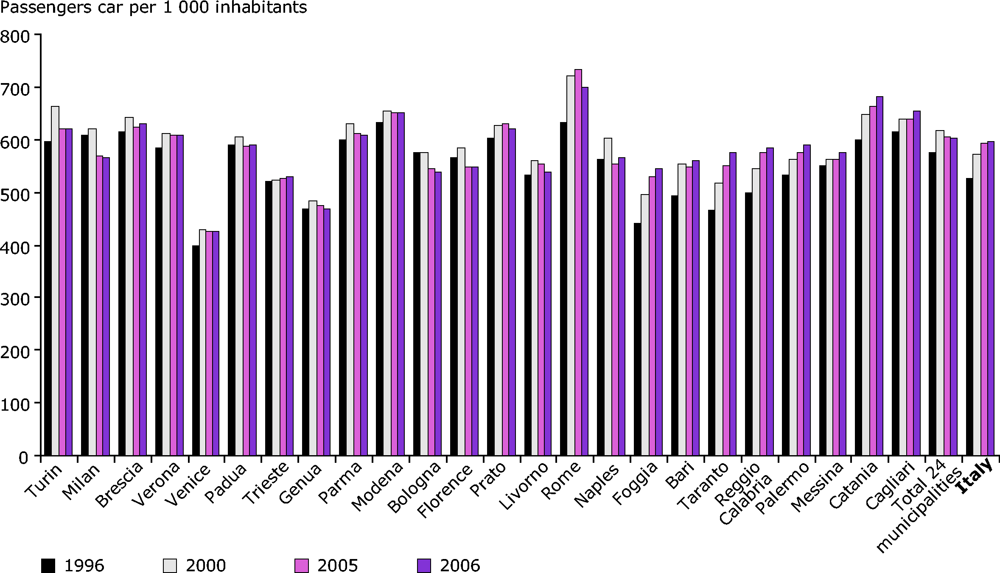 Passengers car per 1 000 inhabitants
800
700
600
500
400
300
200
100
0
Turin
Milan
Brescia
Verona
Venice
Padua
Trieste
Genua
Parma
Modena
Bologna
Florence
Prato
Livorno
Rome
Naples
Foggia
Bari
Taranto
Reggio
Calabria
Palermo
Messina
Catania
Cagliari
Total 24
municipalities
Italy
1996
2000
2005
2006